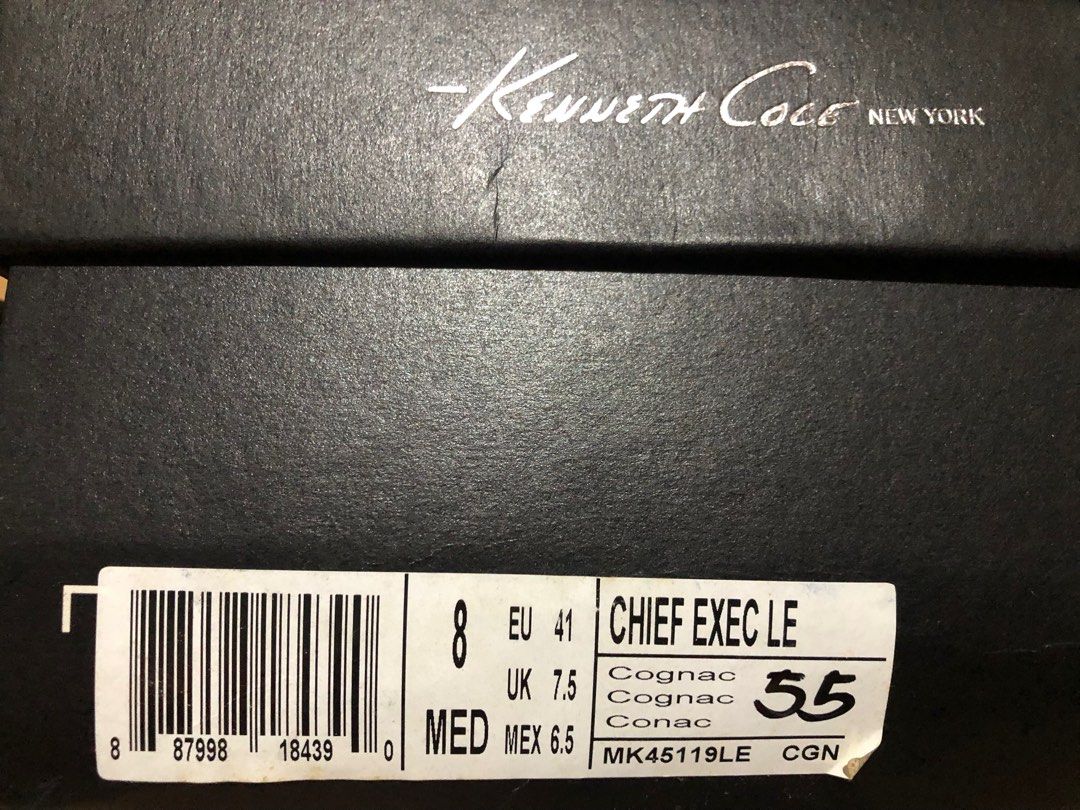 Kenneth Cole NEW YORK
8 87998 18439 0
8
MED
EU 41
UK 7.5
MEX 6.5
CHIEF EXEC LE
Cognac
Cognac
Conac
55
MK45119LE CGN